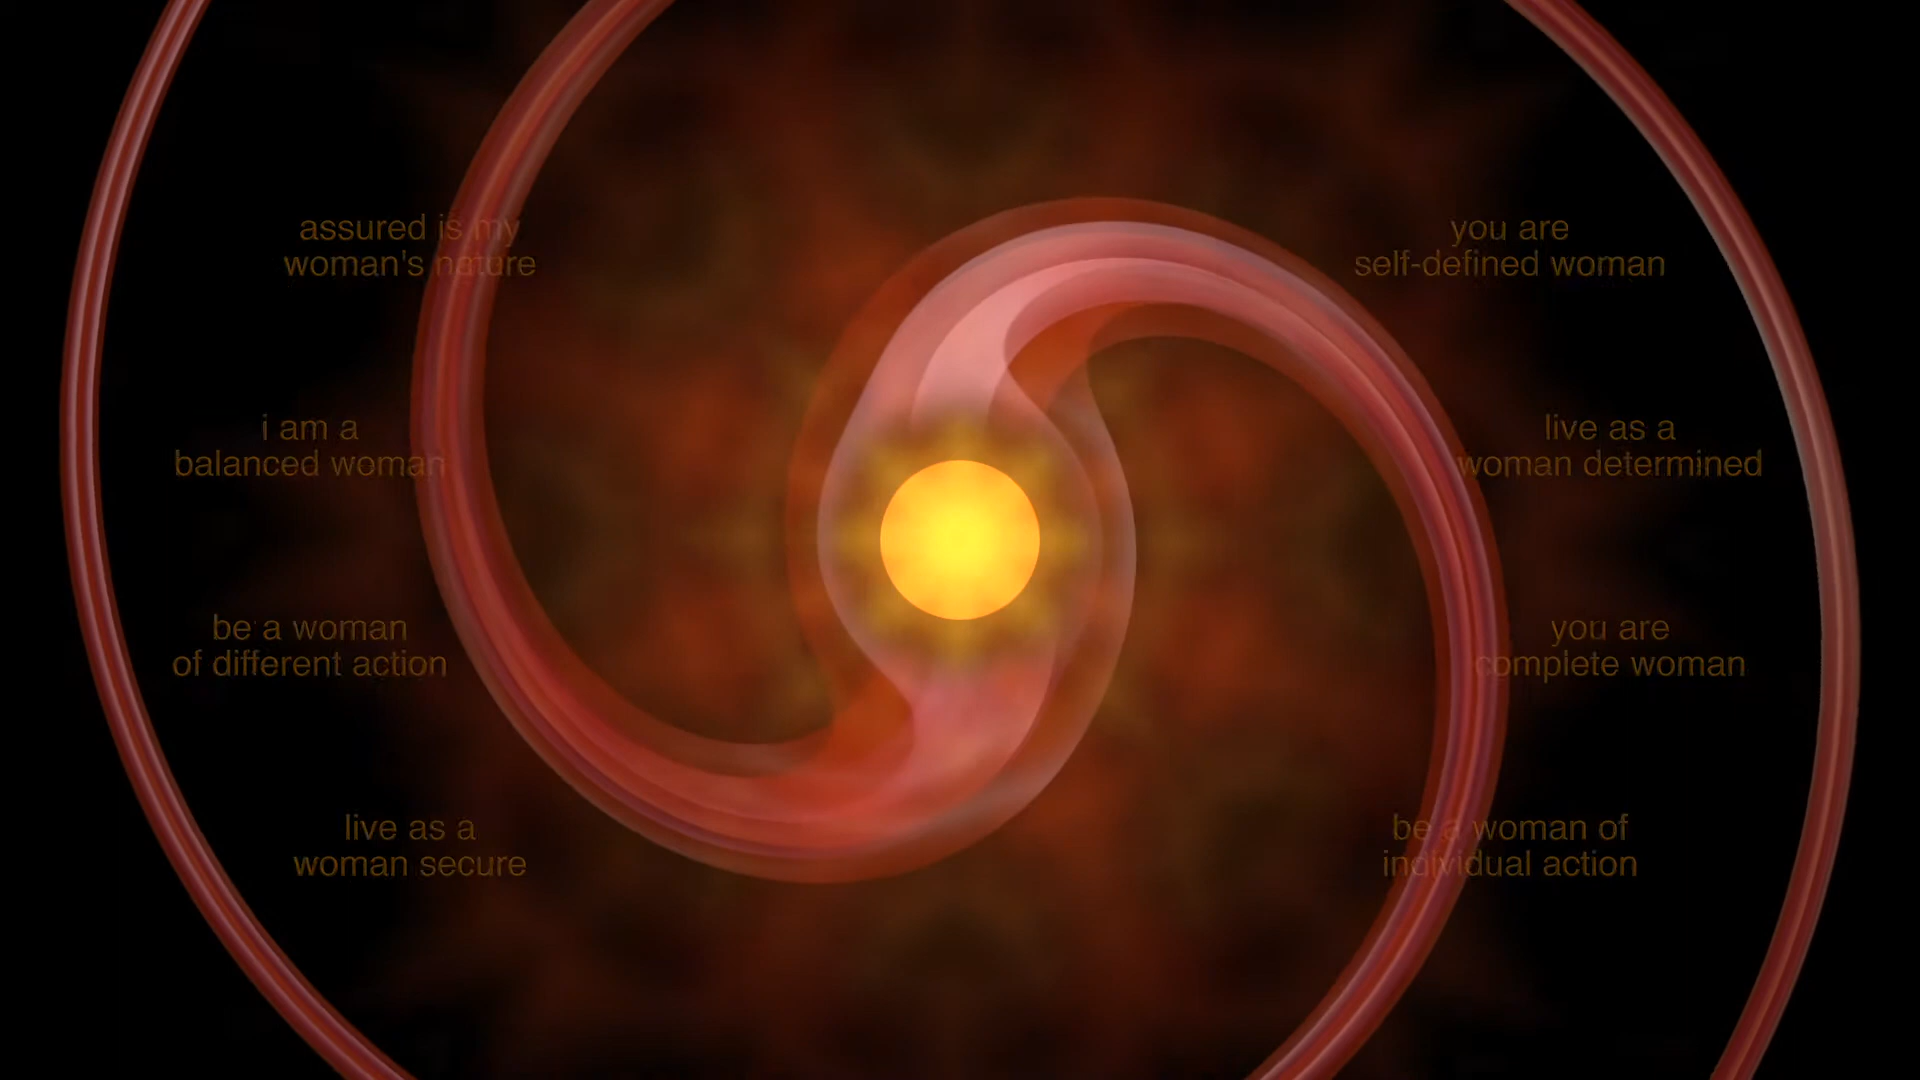 assured is my
woman's nature
i am a
balanced woman
be a woman
of different action
live as a
woman secure
you are
self-defined woman
live as a
woman determined
you are
complete woman
be a woman of
individual action